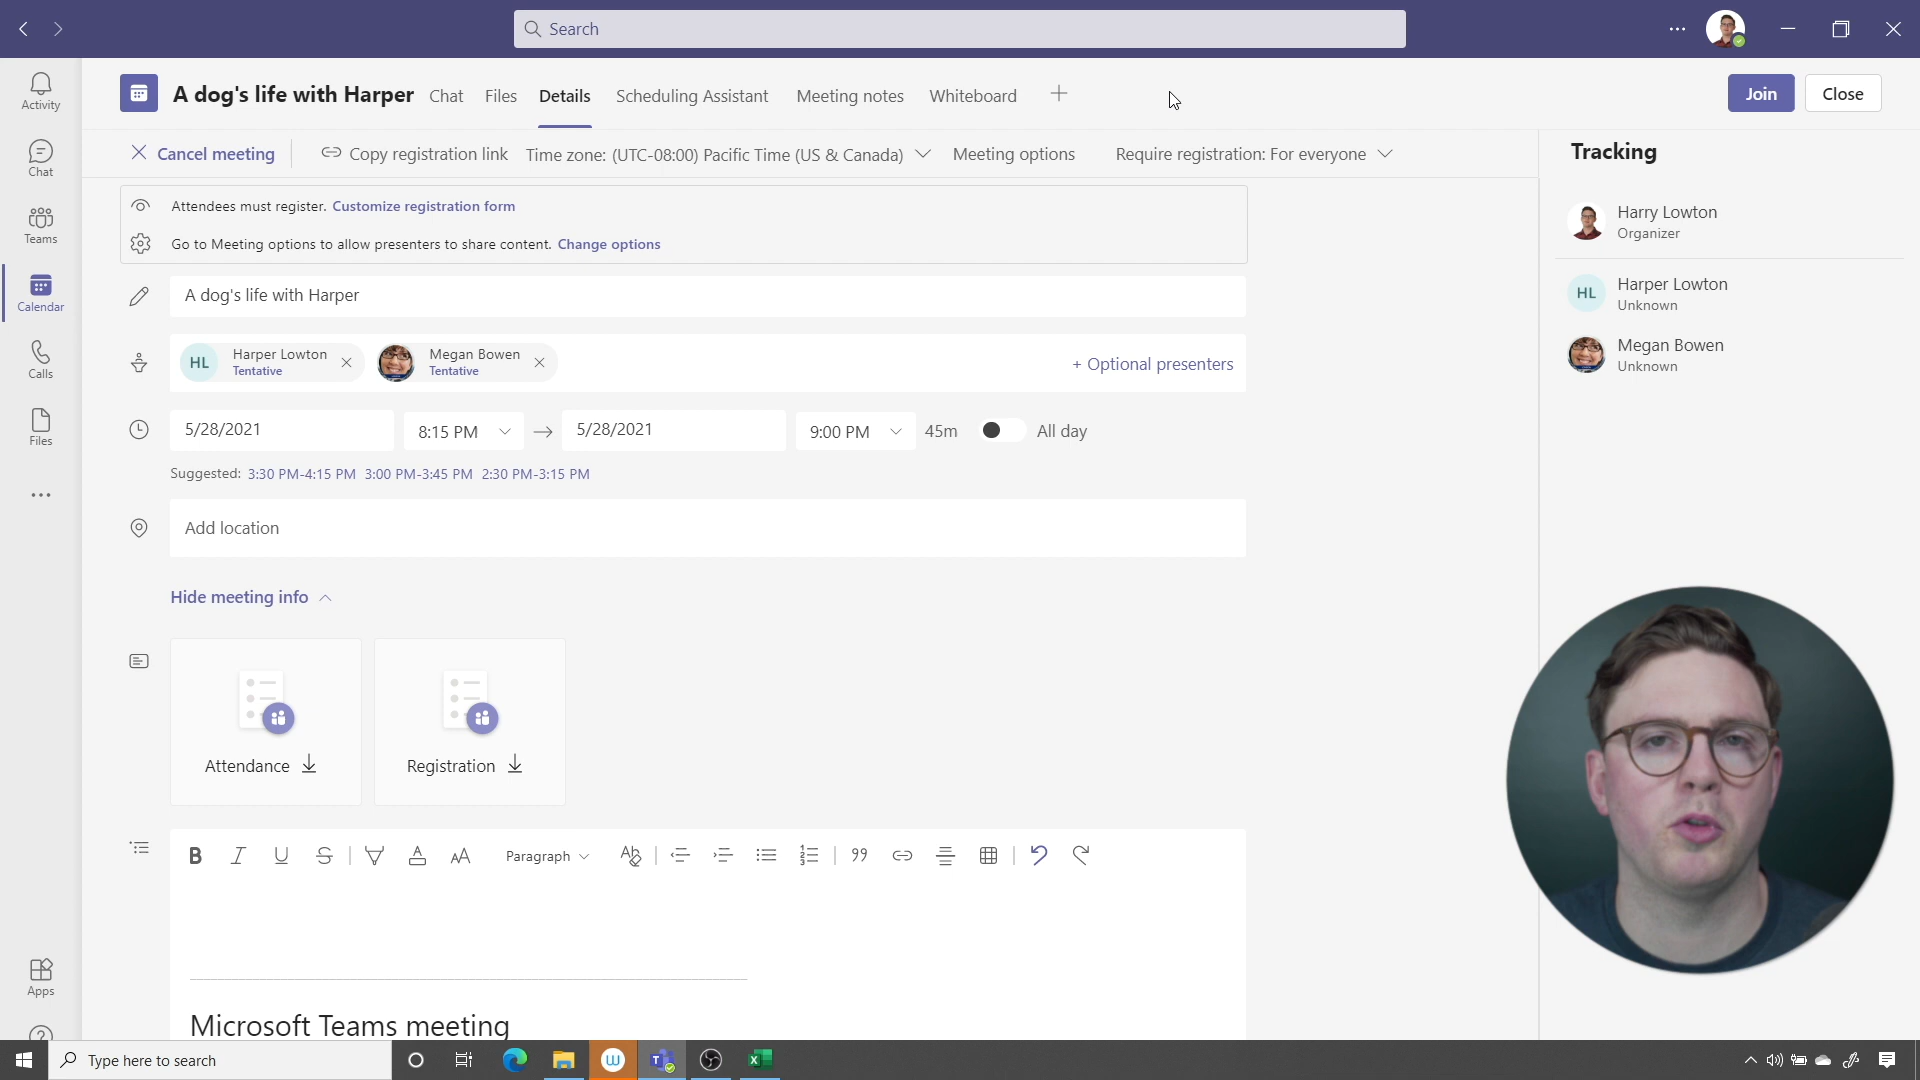 Search
Activity
Chat
Teams
Calendar
Calls
Files
Apps
A dog's life with Harper
Chat
Files
Details
Scheduling Assistant
Meeting notes
Whiteboard
Join
Close
Cancel meeting
Copy registration link
Time zone: (UTC-08:00) Pacific Time (US & Canada)
Meeting options
Require registration: For everyone
Attendees must register. Customize registration form
Go to Meeting options to allow presenters to share content. Change options
A dog's life with Harper
HL
Harper Lowton
Tentative
Megan Bowen
Tentative
+ Optional presenters
5/28/2021
8:15 PM
5/28/2021
9:00 PM
45m
All day
Suggested: 3:30 PM-4:15 PM 3:00 PM-3:45 PM 2:30 PM-3:15 PM
Add location
Hide meeting info
Attendance
Registration
B I U S A AA Paragraph
Microsoft Teams meeting
Tracking
Harry Lowton
Organizer
HL
Harper Lowton
Unknown
Megan Bowen
Unknown
Type here to search